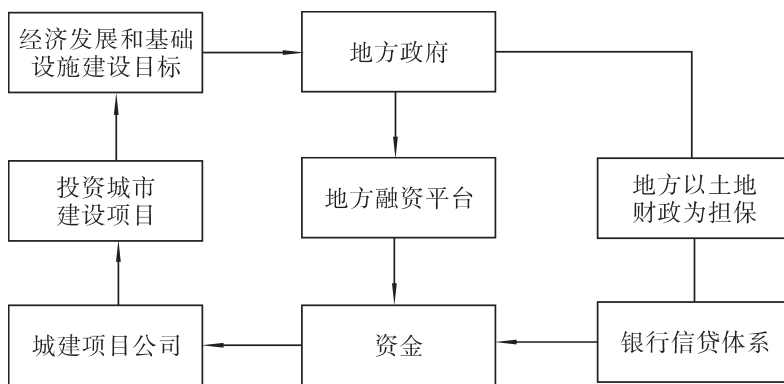 经济发展和基础
设施建设目标
地方政府
投资城市
建设项目
地方融资平台
地方以土地
财政为担保
城建项目公司
资金
银行信贷体系